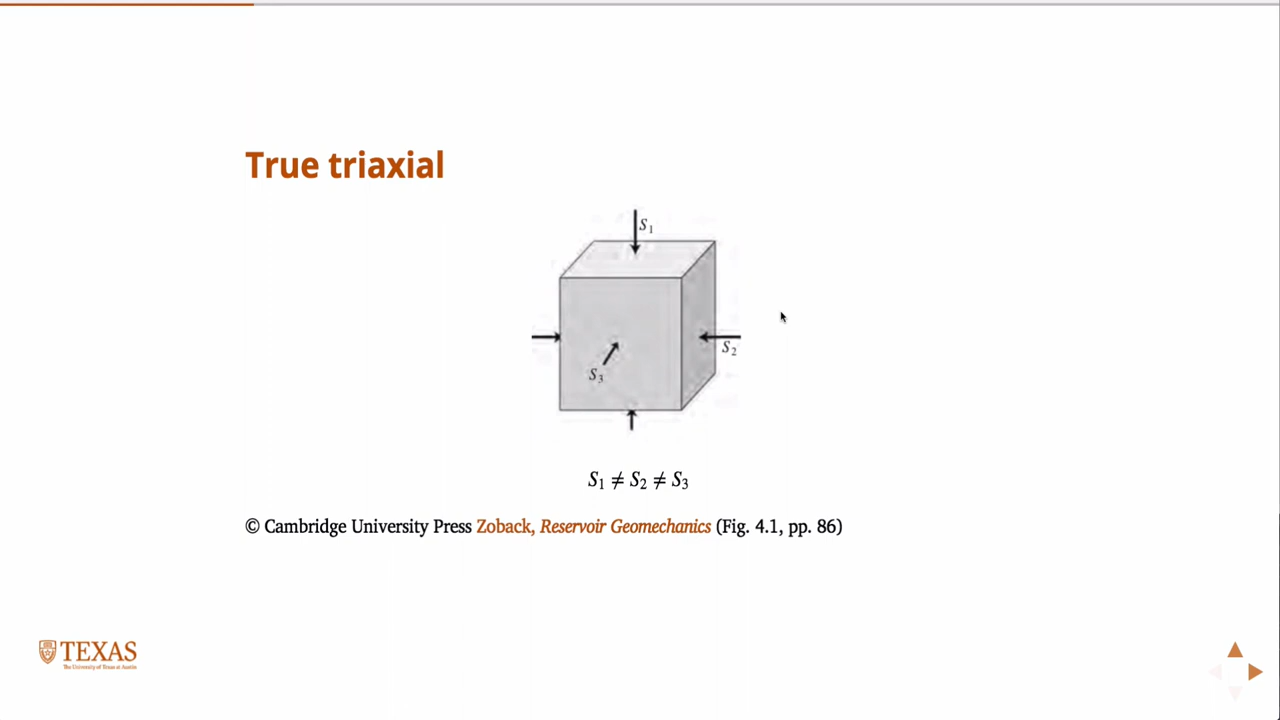 True triaxial
S₁
S₂
S₃
S₁ ≠ S₂ ≠ S₃
© Cambridge University Press Zoback, Reservoir Geomechanics (Fig. 4.1, pp. 86)
TEXAS
The University of Texas at Austin